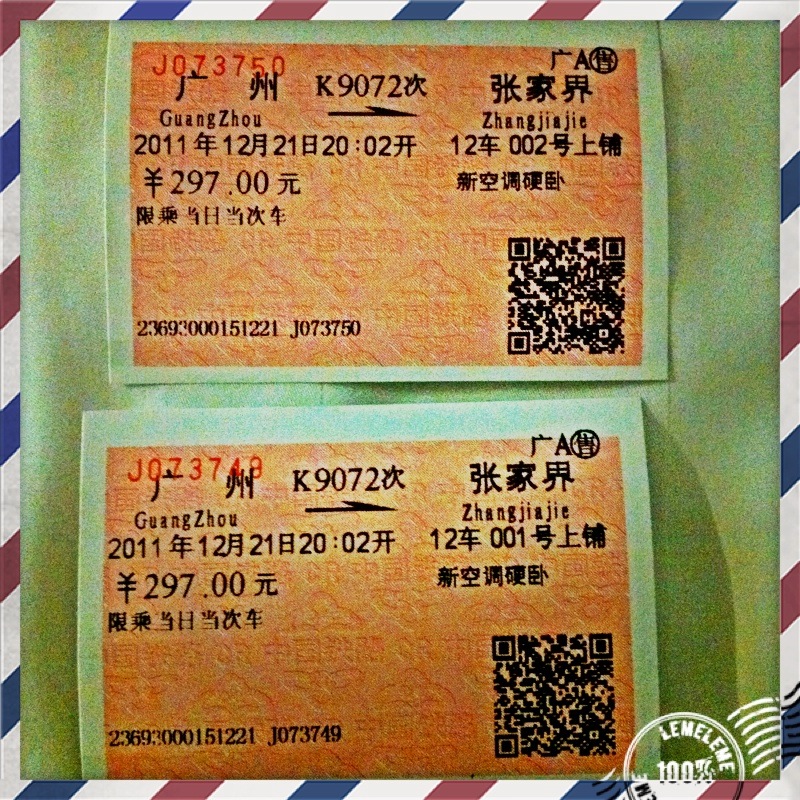 J073750
广A售
广州 K9072次 张家界
GuangZhou Zhangjiajie
2011年12月21日20:02开 12车 002号上铺
￥297.00元 新空调硬卧
限乘当日当次车
23693000151221 J073750
J073749
广A售
广州 K9072次 张家界
GuangZhou Zhangjiajie
2011年12月21日20:02开 12车 001号上铺
￥297.00元 新空调硬卧
限乘当日当次车
23693000151221 J073749
LEMELEME
100%